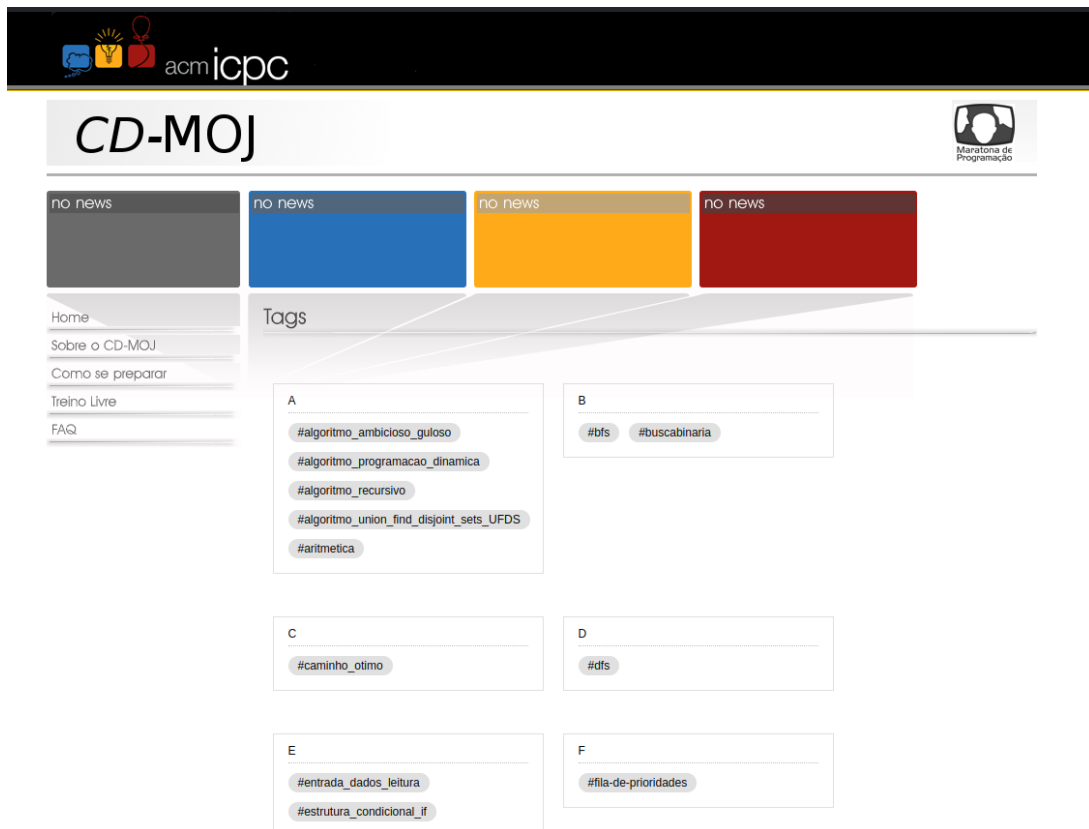 acm icpc
CD-MOJ
Maratona de
Programação
no news
no news
no news
no news
Home
Sobre o CD-MOJ
Como se preparar
Treino Livre
FAQ
Tags
A
#algoritmo_ambicioso_guloso
#algoritmo_programacao_dinamica
#algoritmo_recursivo
#algoritmo_union_find_disjoint_sets_UFDS
#aritmetica
B
#bfs #buscabinaria
C
#caminho_otimo
D
#dfs
E
#entrada_dados_leitura
#estrutura_condicional_if
F
#fila-de-prioridades